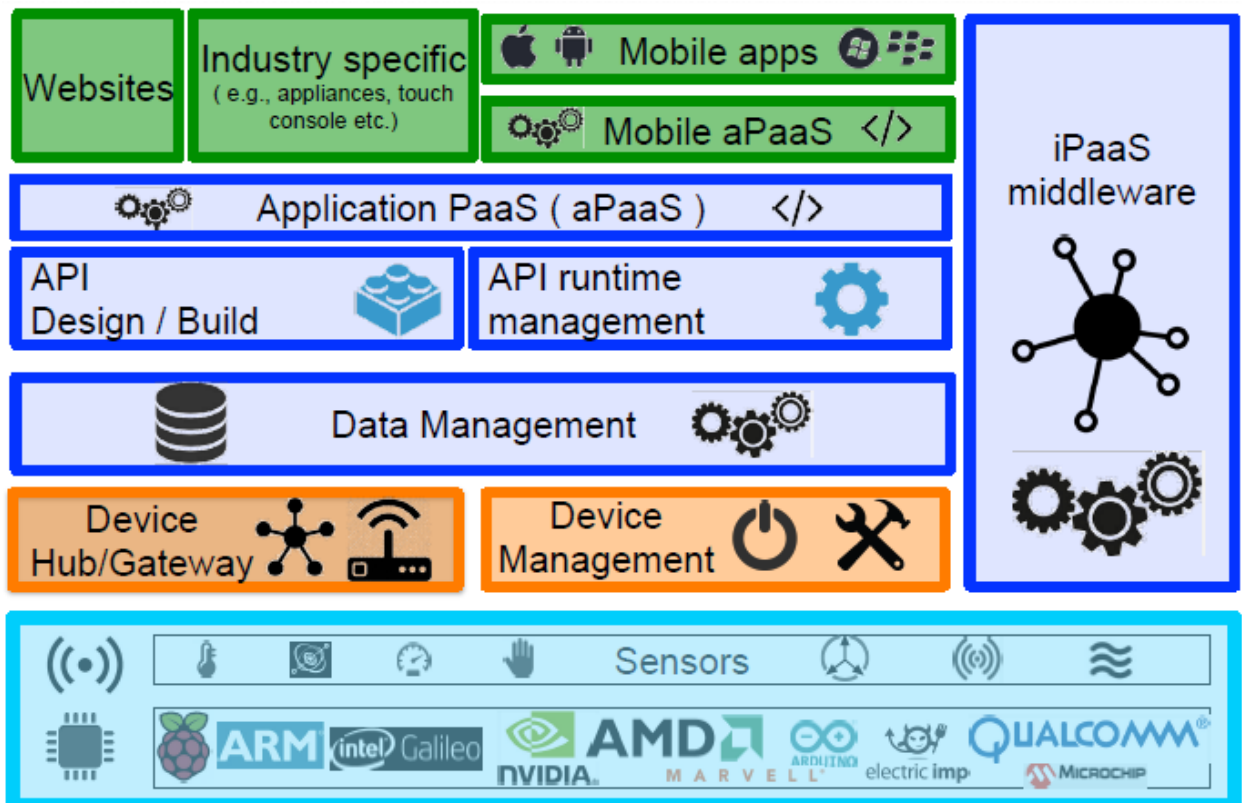 Websites
Industry specific
( e.g., appliances, touch
console etc.)
Mobile apps
Mobile aPaaS </>
iPaaS
middleware
Application PaaS ( aPaaS ) </>
API
Design / Build
API runtime
management
Data Management
Device
Hub/Gateway
Device
Management
Sensors
ARM
intel Galileo
NVIDIA.
AMD
MARVELL
ARDUINO
electric imp
QUALCOMM®
MICROCHIP